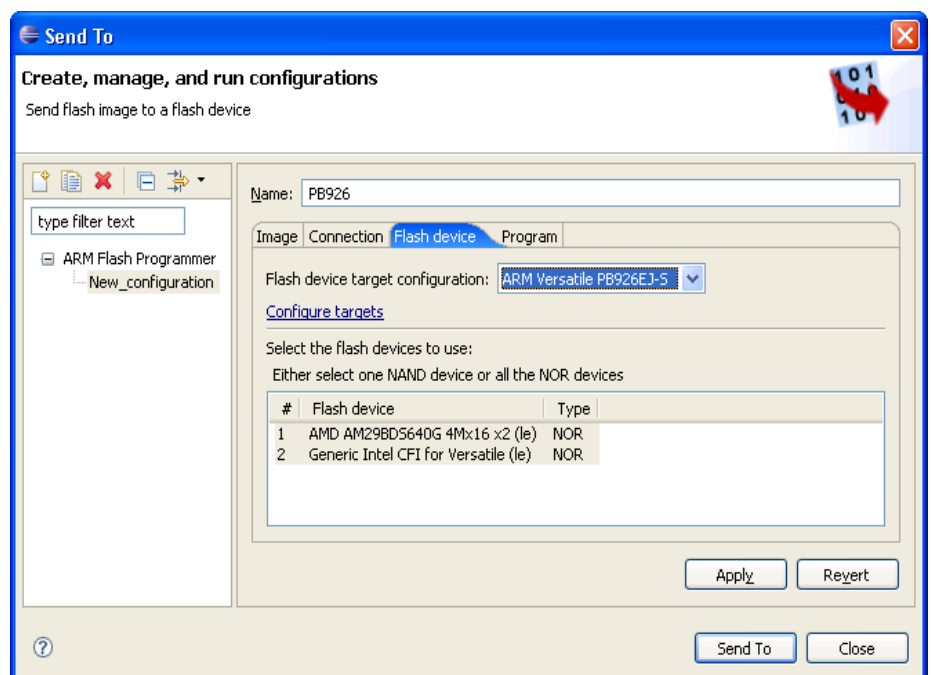 Send To
Create, manage, and run configurations
Send flash image to a flash device
type filter text
ARM Flash Programmer
New_configuration
Name: PB926
Image Connection Flash device Program
Flash device target configuration: ARM Versatile PB926EJ-S
Configure targets
Select the flash devices to use:
Either select one NAND device or all the NOR devices
# Flash device Type
1 AMD AM29BDS640G 4Mx16 x2 (le) NOR
2 Generic Intel CFI for Versatile (le) NOR
Apply Revert
Send To Close